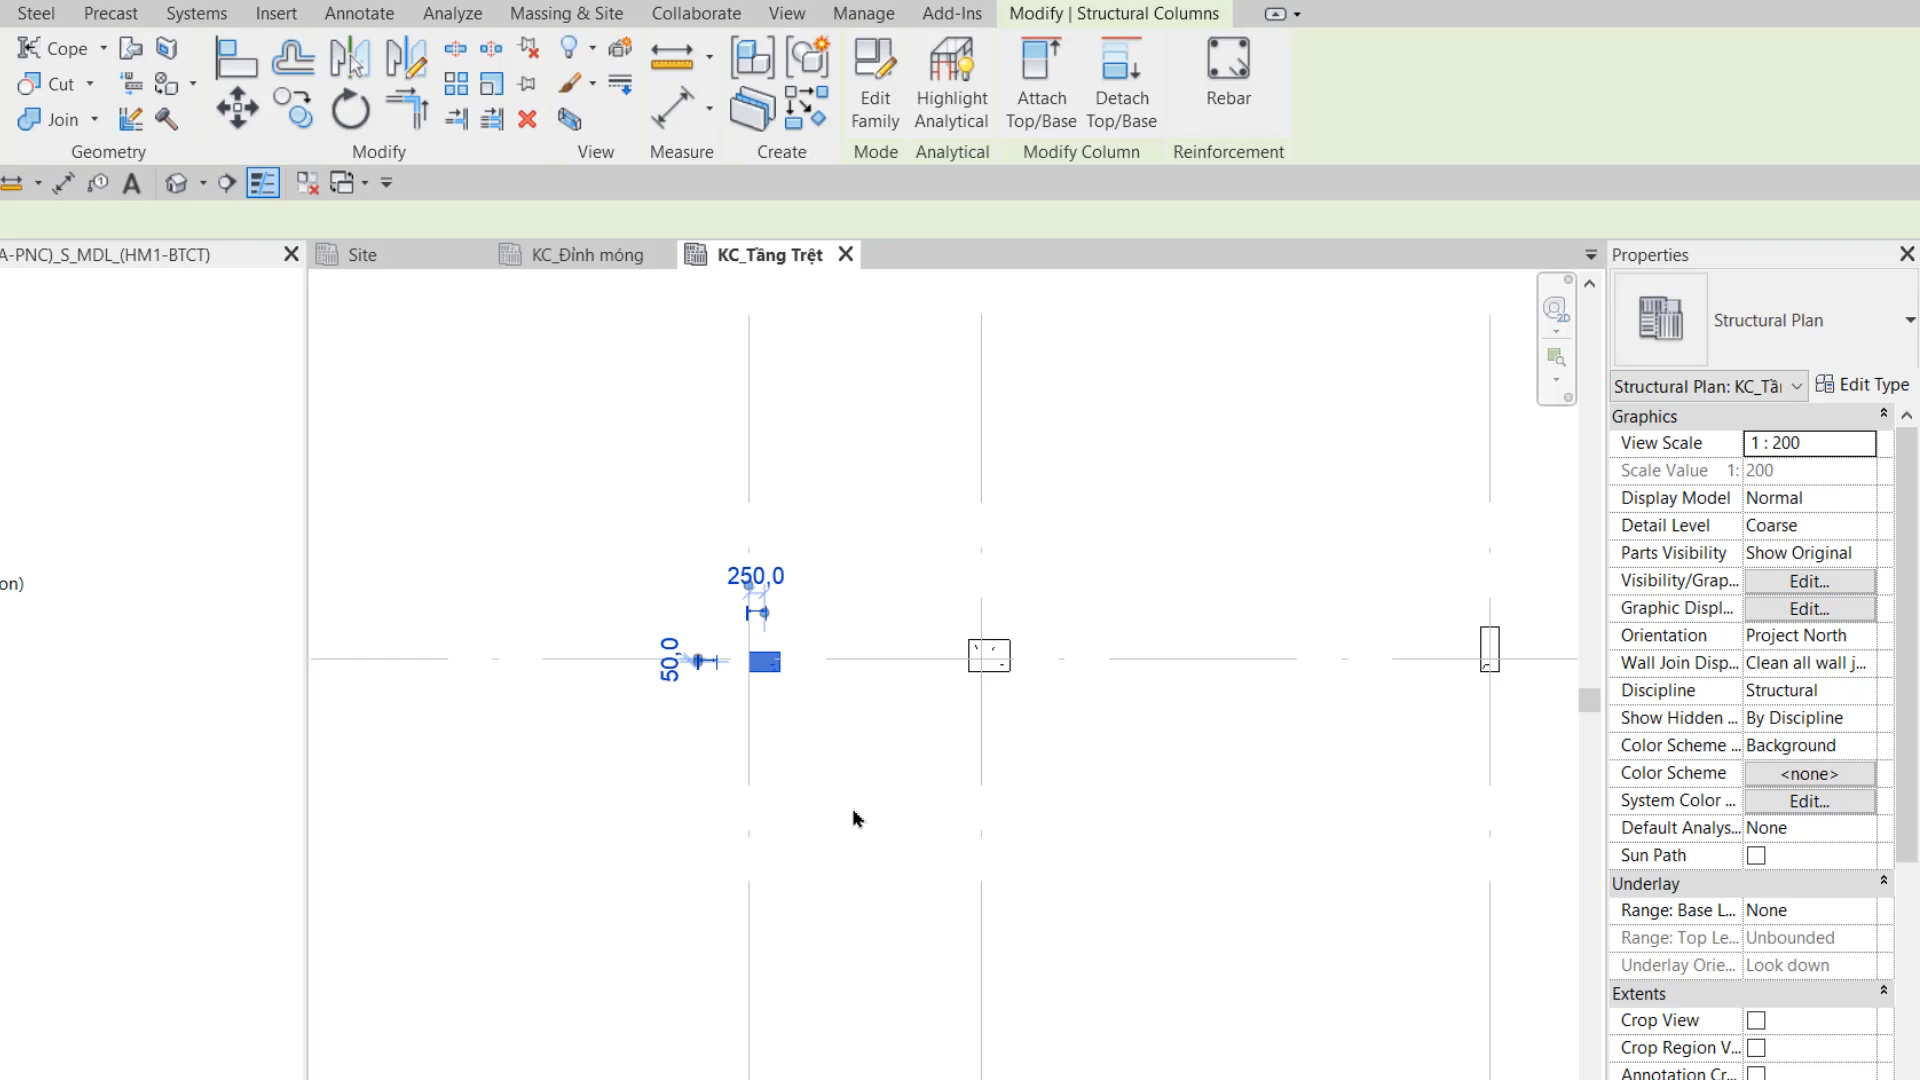 Steel Precast Systems Insert Annotate Analyze Massing & Site Collaborate View Manage Add-Ins Modify | Structural Columns
Cope
Cut
Join
Edit Family
Highlight Analytical
Attach Top/Base
Detach Top/Base
Rebar
Geometry Modify View Measure Create Mode Analytical Modify Column Reinforcement
A
A-PNC)_S_MDL_(HM1-BTCT)
Site
KC_Đỉnh móng
KC_Tầng Trệt
on)
2D
250,0
50,0
Properties
Structural Plan
Structural Plan: KC_Tầi
Edit Type
Graphics
View Scale 1 : 200
Scale Value 1: 200
Display Model Normal
Detail Level Coarse
Parts Visibility Show Original
Visibility/Grap... Edit...
Graphic Displ... Edit...
Orientation Project North
Wall Join Disp... Clean all wall j...
Discipline Structural
Show Hidden ... By Discipline
Color Scheme ... Background
Color Scheme <none>
System Color ... Edit...
Default Analys... None
Sun Path
Underlay
Range: Base L... None
Range: Top Le... Unbounded
Underlay Orie... Look down
Extents
Crop View
Crop Region V...
Annotation Cr...